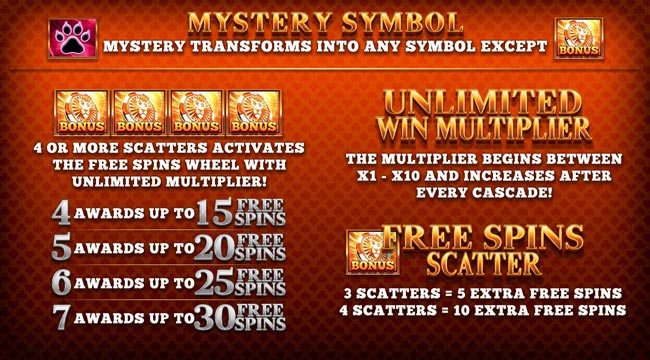 MYSTERY SYMBOL
MYSTERY TRANSFORMS INTO ANY SYMBOL EXCEPT
BONUS
BONUS BONUS BONUS BONUS
4 OR MORE SCATTERS ACTIVATES
THE FREE SPINS WHEEL WITH
UNLIMITED MULTIPLIER!
4 AWARDS UP TO 15 FREE SPINS
5 AWARDS UP TO 20 FREE SPINS
6 AWARDS UP TO 25 FREE SPINS
7 AWARDS UP TO 30 FREE SPINS
UNLIMITED
WIN MULTIPLIER
THE MULTIPLIER BEGINS BETWEEN
X1 - X10 AND INCREASES AFTER
EVERY CASCADE!
FREE SPINS
BONUS SCATTER
3 SCATTERS = 5 EXTRA FREE SPINS
4 SCATTERS = 10 EXTRA FREE SPINS